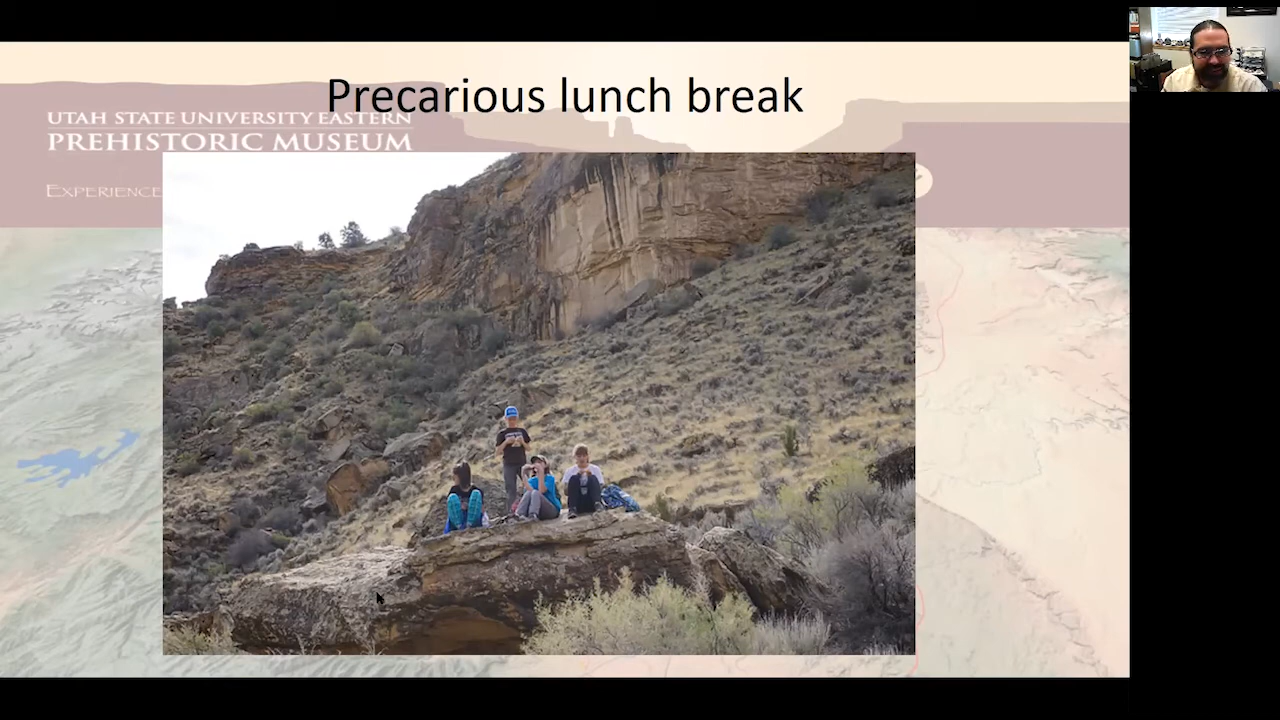 Precarious lunch break
UTAH STATE UNIVERSITY EASTERN
PREHISTORIC MUSEUM
EXPERIENCE